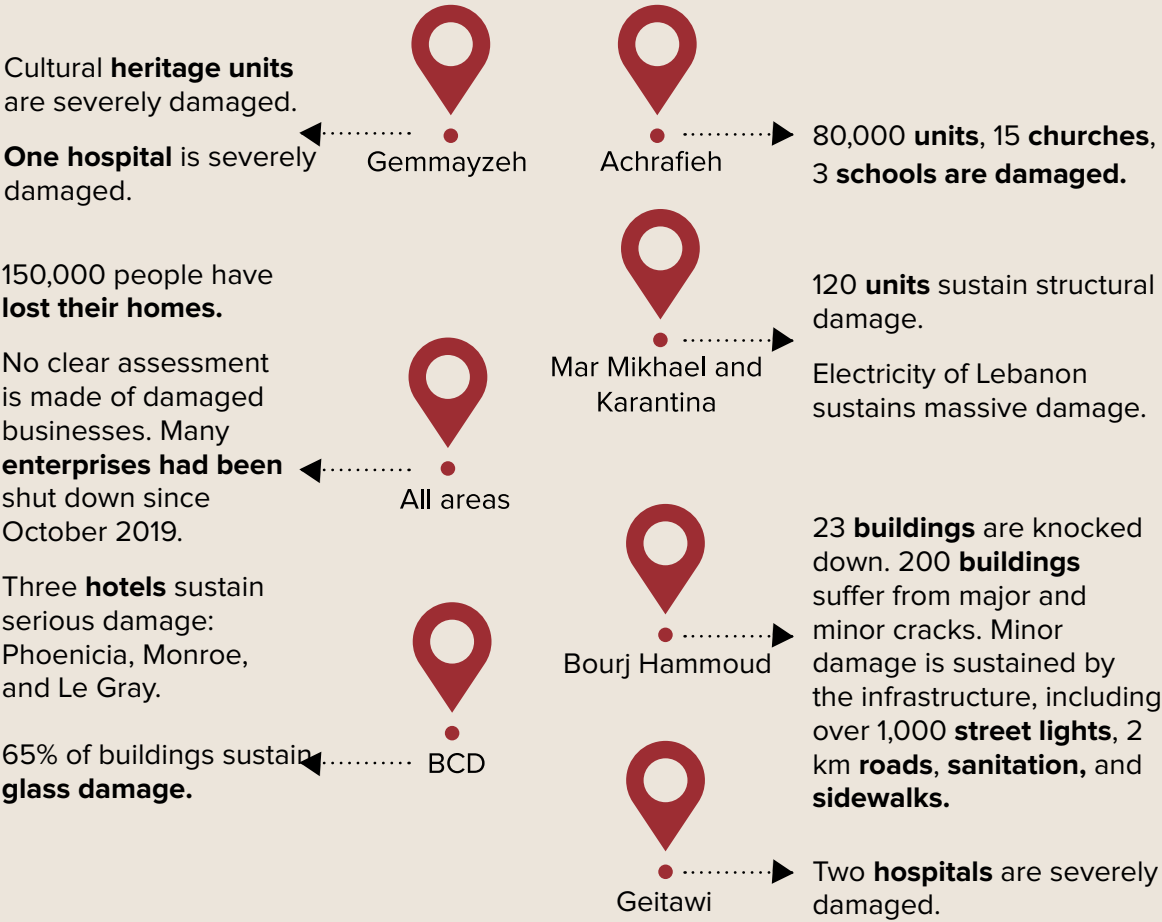 Cultural heritage units
are severely damaged.
One hospital is severely
damaged.
Gemmayzeh
Achrafieh
80,000 units, 15 churches,
3 schools are damaged.
150,000 people have
lost their homes.
No clear assessment
is made of damaged
businesses. Many
enterprises had been
shut down since
October 2019.
All areas
Mar Mikhael and
Karantina
120 units sustain structural
damage.
Electricity of Lebanon
sustains massive damage.
Three hotels sustain
serious damage:
Phoenicia, Monroe,
and Le Gray.
65% of buildings sustain
glass damage.
BCD
Bourj Hammoud
23 buildings are knocked
down. 200 buildings
suffer from major and
minor cracks. Minor
damage is sustained by
the infrastructure, including
over 1,000 street lights, 2
km roads, sanitation, and
sidewalks.
Geitawi
Two hospitals are severely
damaged.